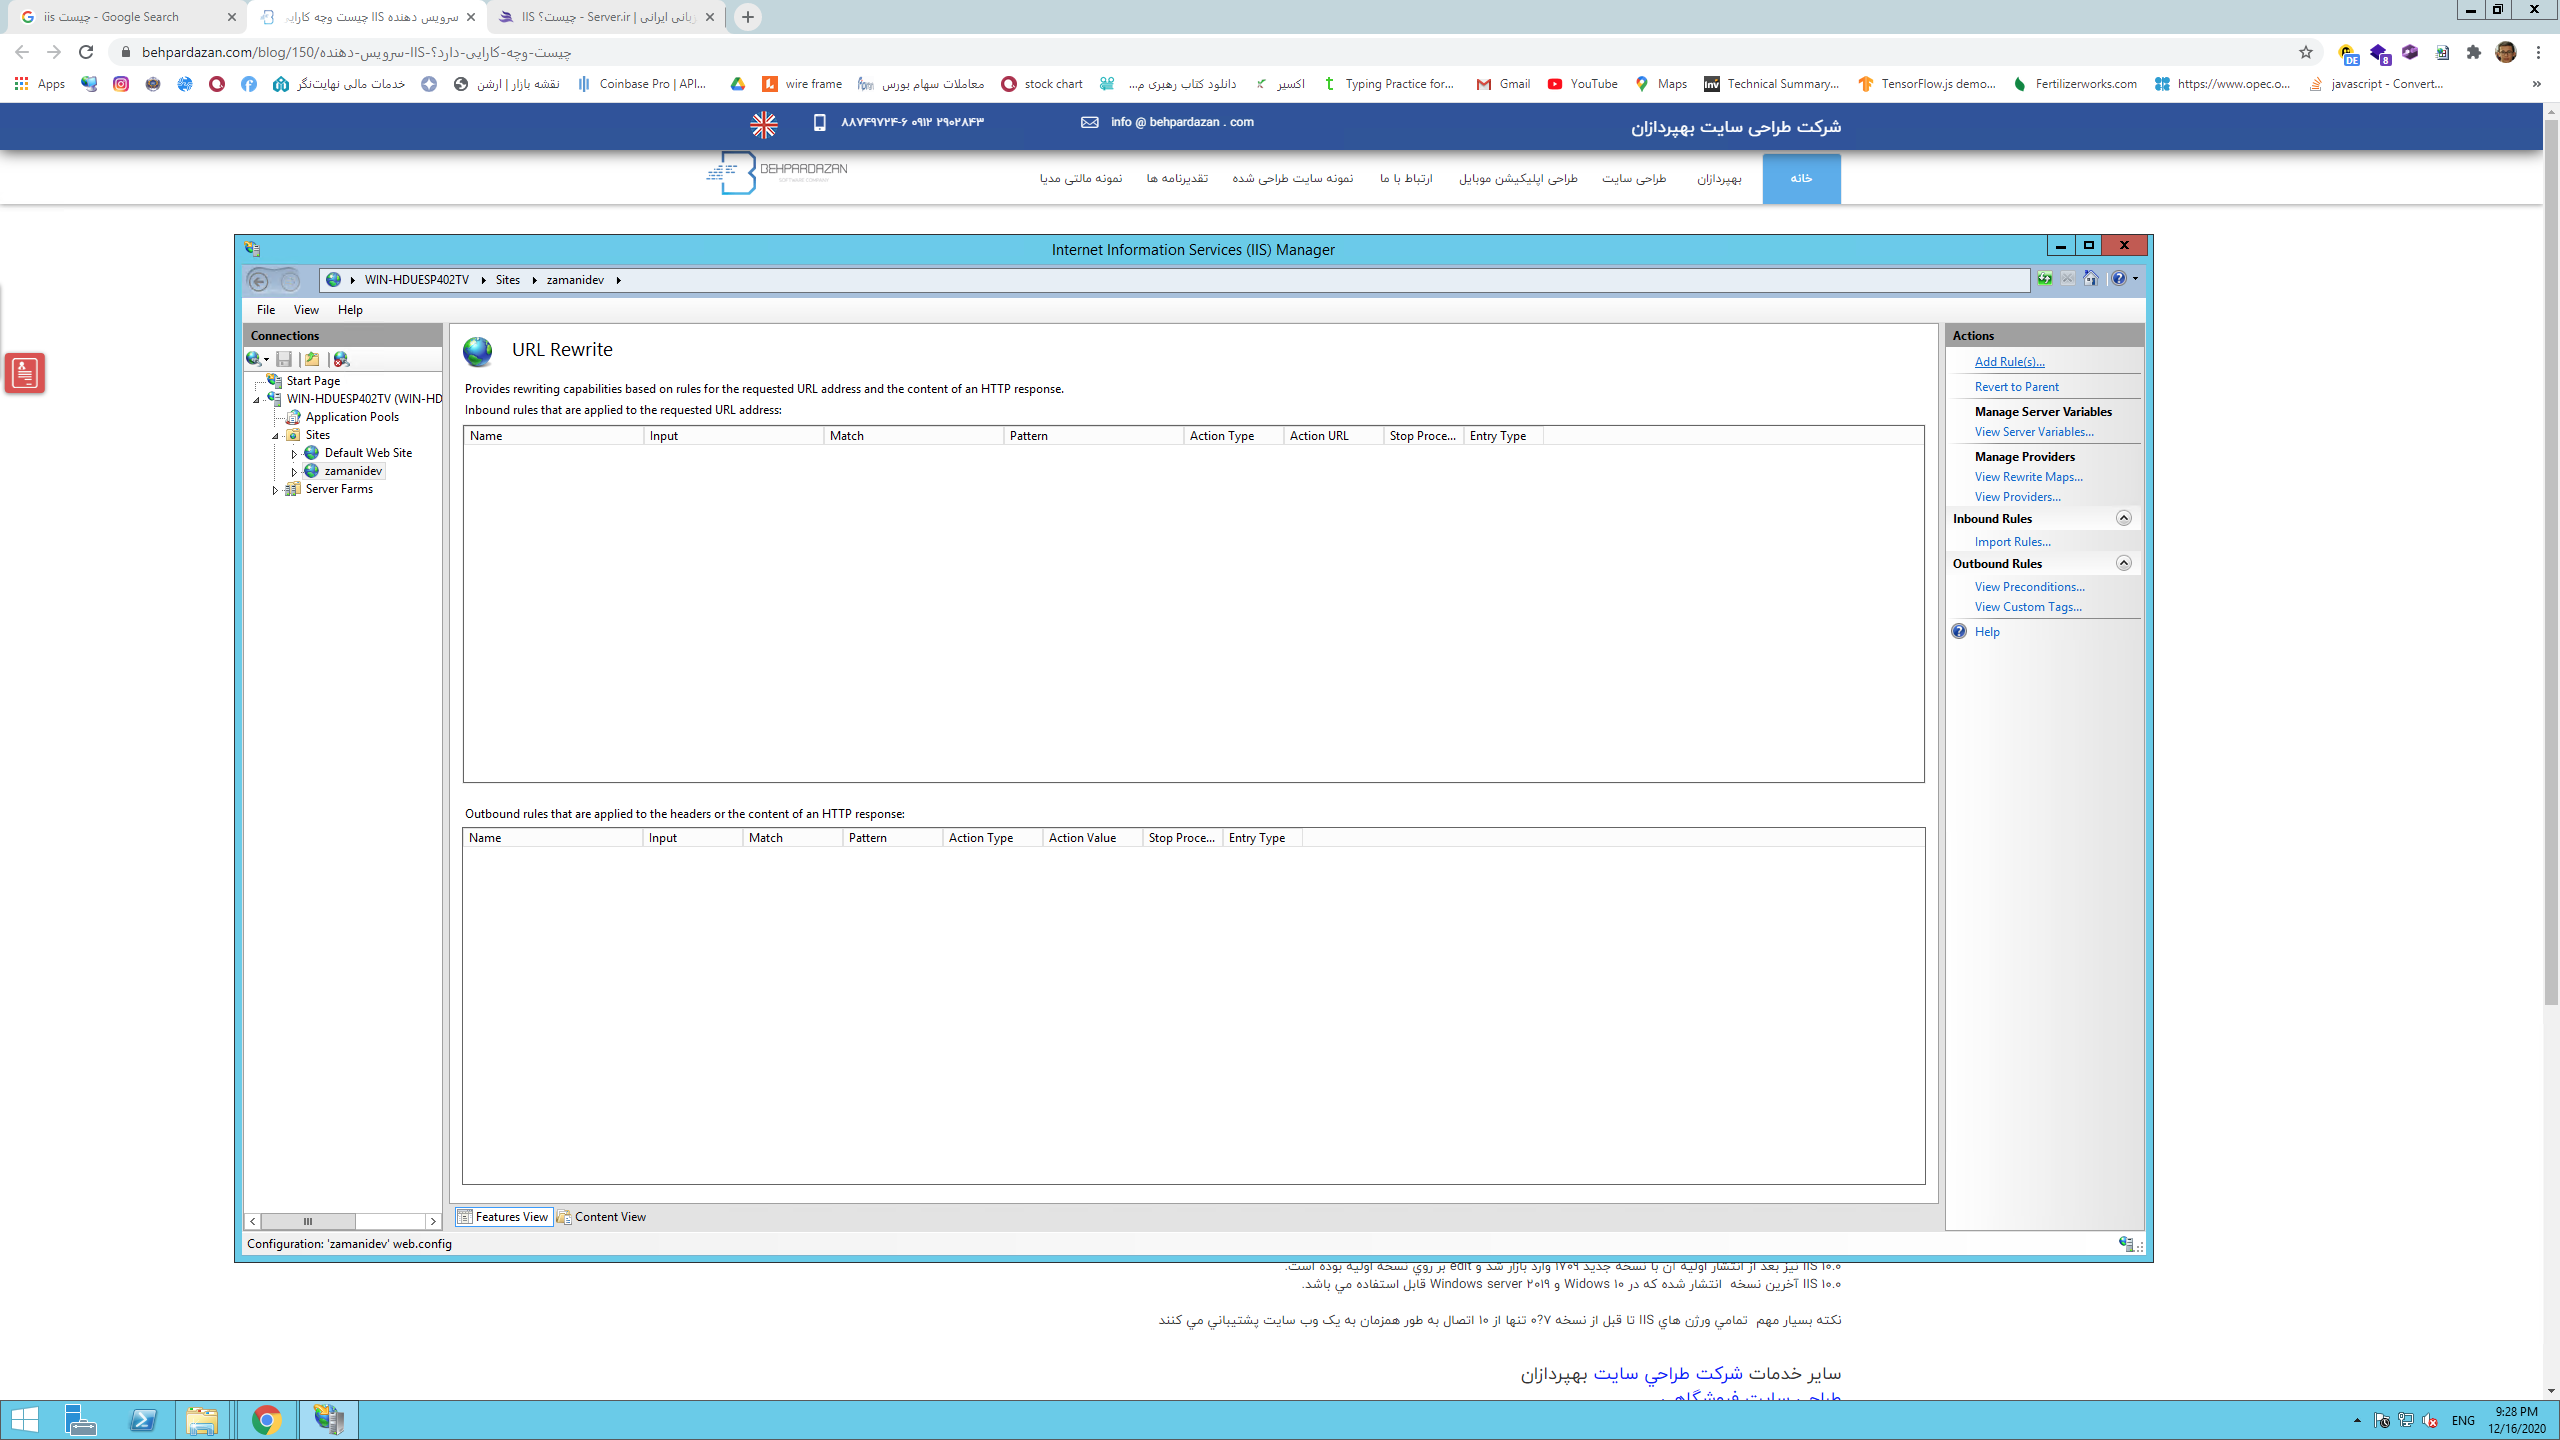 iis چیست - Google Search
سرویس دهنده IIS چیست وچه کارایی
IIS چیست؟ - Server.ir | زبانی ایرانی
behpardazan.com/blog/150/سرویس-دهنده-IIS-چیست-وچه-کارایی-دارد؟
DE
8
Apps
خدمات مالی نهایت‌نگر
نقشه بازار | ارشن
Coinbase Pro | API...
wire frame
معاملات سهام بورس
stock chart
دانلود کتاب رهبری م...
اکسیر
Typing Practice for...
Gmail
YouTube
Maps
Inv
Technical Summary...
TensorFlow.js demo...
Fertilizerworks.com
https://www.opec.o...
javascript - Convert...
»
۸۸۷۴۹۷۲۴-۶ ۰۹۱۲ ۲۹۰۲۸۴۳
info @ behpardazan . com
شرکت طراحی سایت بهپردازان
BEHPARDAZAN
خانه
بهپردازان
طراحی سایت
طراحی اپلیکیشن موبایل
ارتباط با ما
نمونه سایت طراحی شده
تقدیرنامه ها
نمونه مالتی مدیا
Internet Information Services (IIS) Manager
WIN-HDUESP402TV
Sites
zamanidev
File
View
Help
Connections
Start Page
WIN-HDUESP402TV (WIN-HD
Application Pools
Sites
Default Web Site
zamanidev
Server Farms
URL Rewrite
Provides rewriting capabilities based on rules for the requested URL address and the content of an HTTP response.
Inbound rules that are applied to the requested URL address:
Name
Input
Match
Pattern
Action Type
Action URL
Stop Proce...
Entry Type
Outbound rules that are applied to the headers or the content of an HTTP response:
Name
Input
Match
Pattern
Action Type
Action Value
Stop Proce...
Entry Type
Features View
Content View
Actions
Add Rule(s)...
Revert to Parent
Manage Server Variables
View Server Variables...
Manage Providers
View Rewrite Maps...
View Providers...
Inbound Rules
Import Rules...
Outbound Rules
View Preconditions...
View Custom Tags...
Help
Configuration: 'zamanidev' web.config
IIS ۱۰.۰ نیز بعد از انتشار اولیه آن با نسخه جدید ۱۷۰۹ وارد بازار شد و edit بر روي نسخه اولیه بوده است.
IIS ۱۰.۰ آخرین نسخه انتشار شده که در Widows ۱۰ و Windows server ۲۰۱۹ قابل استفاده مي باشد.
نکته بسیار مهم تمامي ورژن هاي IIS تا قبل از نسخه ۷?۰ تنها از ۱۰ اتصال به طور همزمان به یک وب سایت پشتیباني مي کنند
سایر خدمات شرکت طراحي سایت بهپردازان
طراحي سایت فروشگاهي
ENG
9:28 PM
12/16/2020